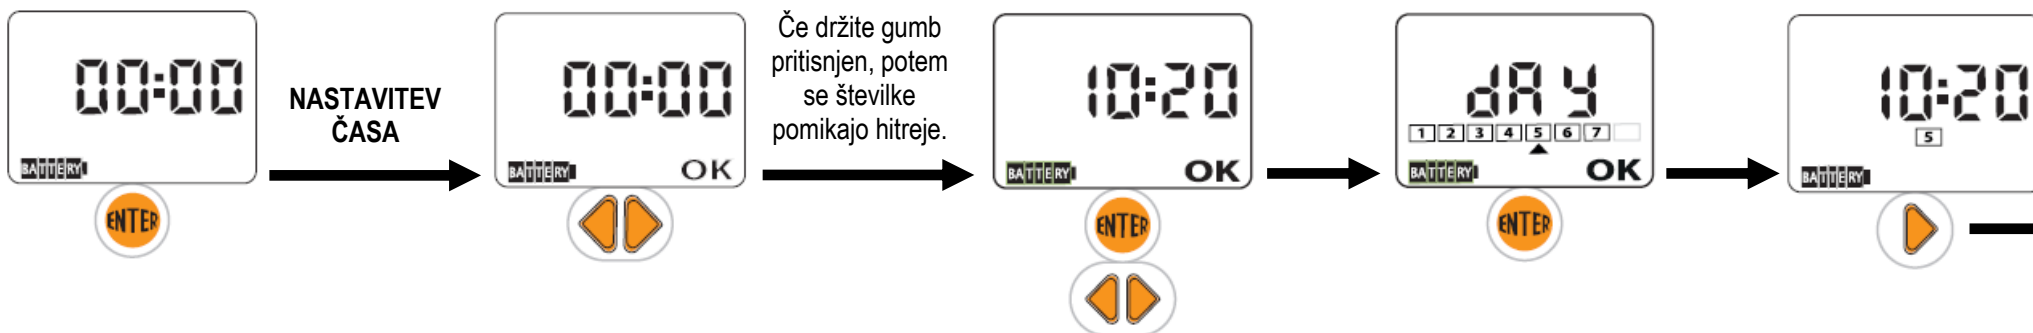 00:00
BATTERY
ENTER
NASTAVITEV
ČASA
00:00
BATTERY OK
Če držite gumb
pritisnjen, potem
se številke
pomikajo hitreje.
10:20
BATTERY OK
ENTER
dAy
1 2 3 4 5 6 7
BATTERY OK
ENTER
10:20
5
BATTERY